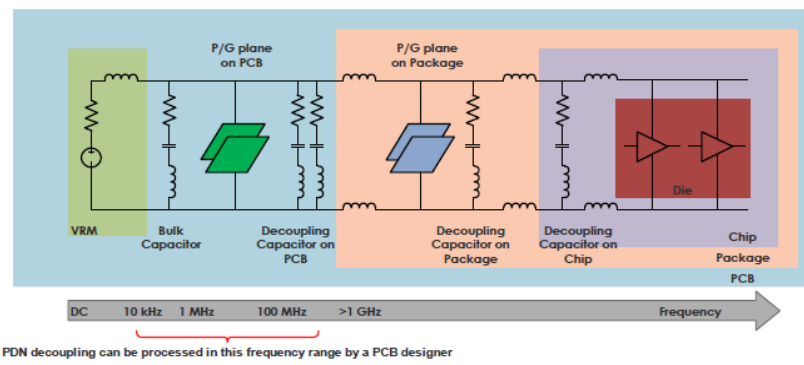 P/G plane
on PCB
P/G plane
on Package
VRM
Bulk
Capacitor
Decoupling
Capacitor on
PCB
Decoupling
Capacitor on
Package
Decoupling
Capacitor on
Chip
Die
Chip
Package
PCB
DC 10 kHz 1 MHz 100 MHz >1 GHz Frequency
PDN decoupling can be processed in this frequency range by a PCB designer